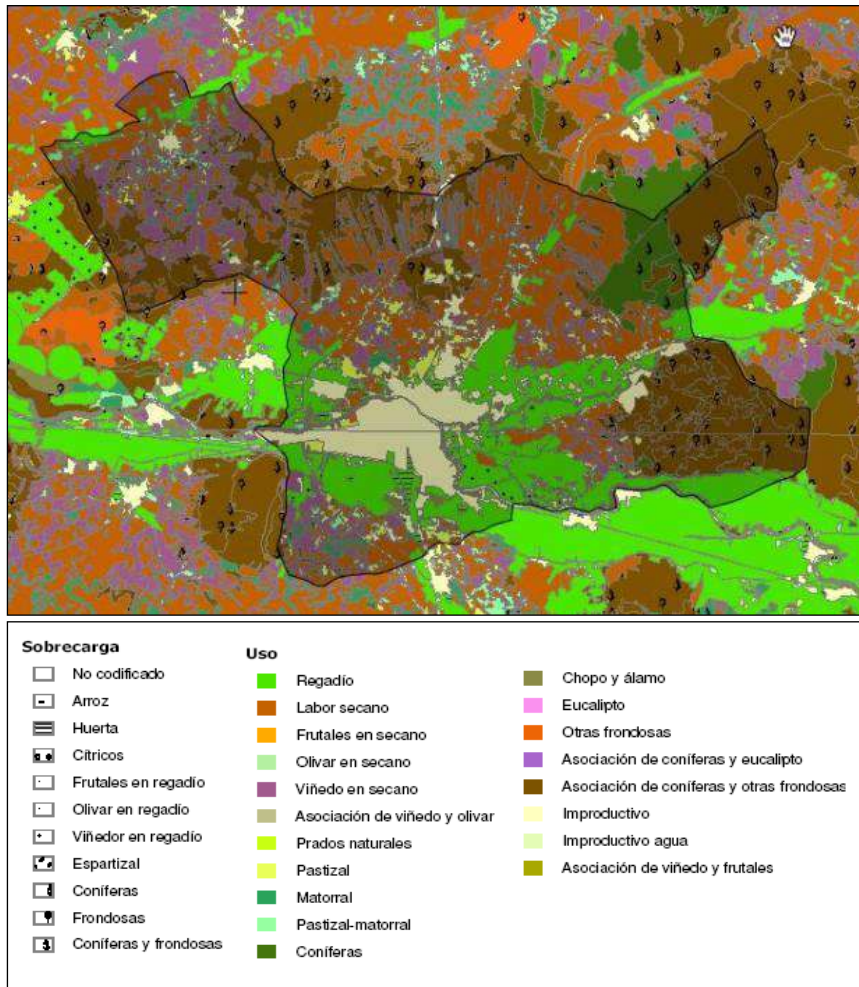 Sobrecarga
No codificado
Arroz
Huerta
Cítricos
Frutales en regadío
Olivar en regadío
Viñedor en regadío
Espartizal
Coníferas
Frondosas
Coníferas y frondosas
Uso
Regadío
Labor secano
Frutales en secano
Olivar en secano
Viñedo en secano
Asociación de viñedo y olivar
Prados naturales
Pastizal
Matorral
Pastizal-matorral
Coníferas
Chopo y álamo
Eucalipto
Otras frondosas
Asociación de coníferas y eucalipto
Asociación de coníferas y otras frondosas
Improductivo
Improductivo agua
Asociación de viñedo y frutales